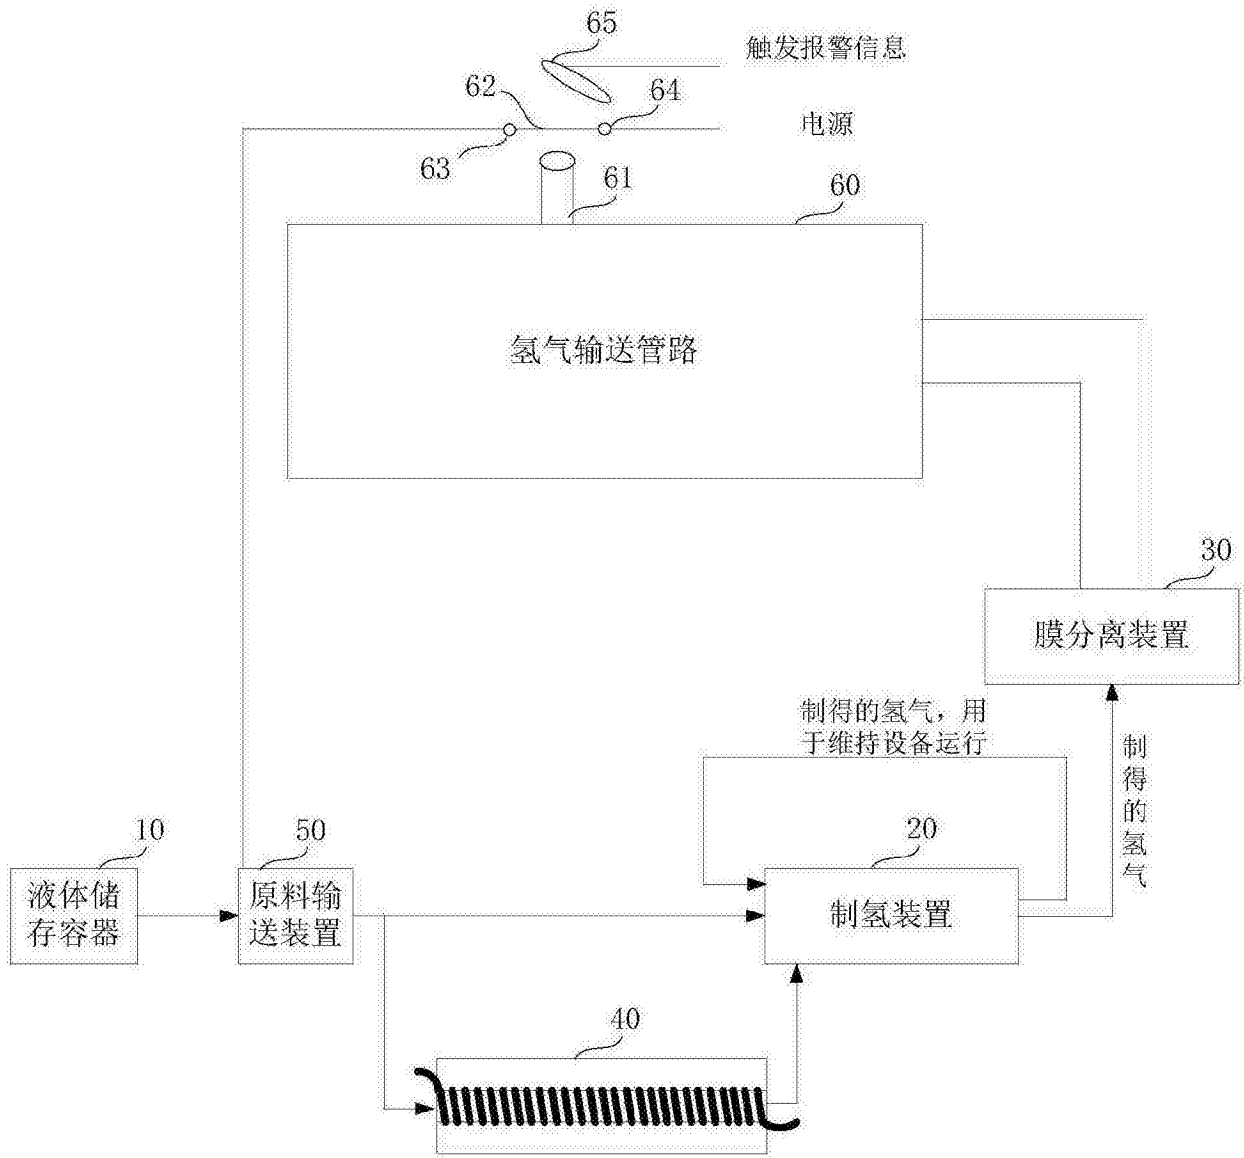 65
触发报警信息
62
64
电源
63
61
60
氢气输送管路
30
膜分离装置
制得的氢气，用
于维持设备运行
制得的氢气
10
50
20
液体储
存容器
原料输
送装置
制氢装置
40